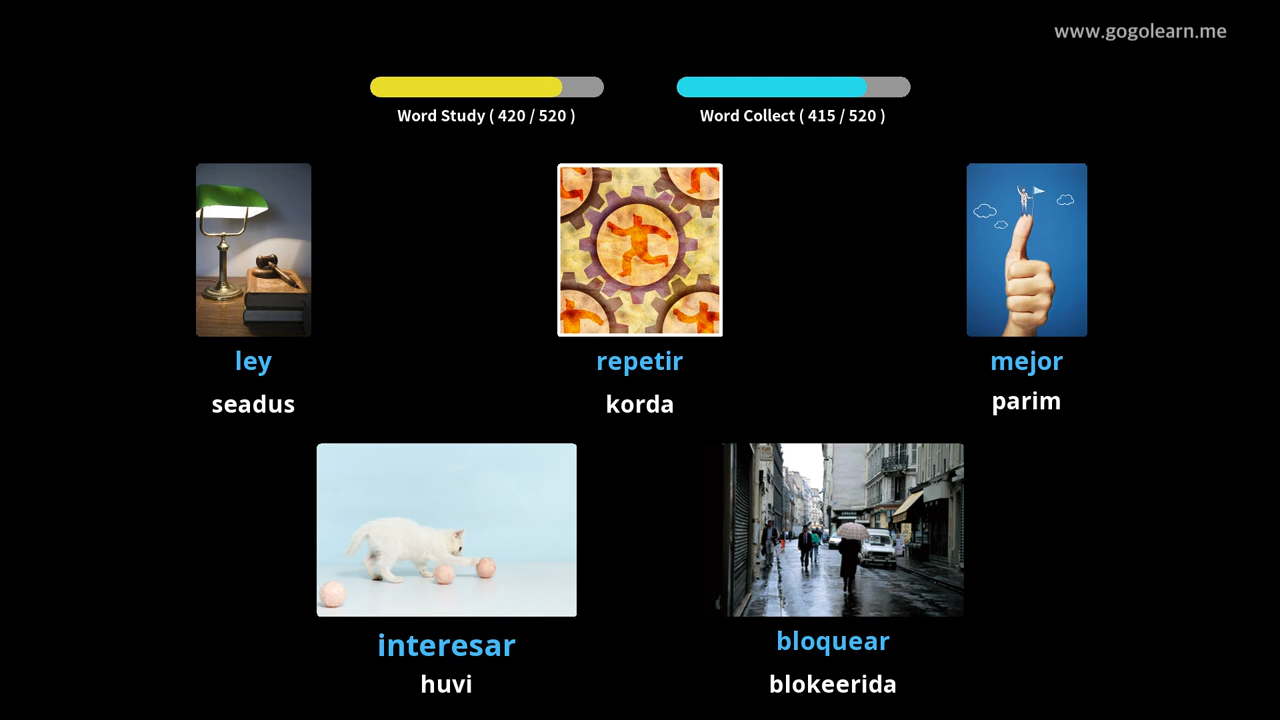 www.gogolearn.me
Word Study ( 420 / 520 )
Word Collect ( 415 / 520 )
ley
repetir
mejor
seadus
korda
parim
interesar
bloquear
huvi
blokeerida